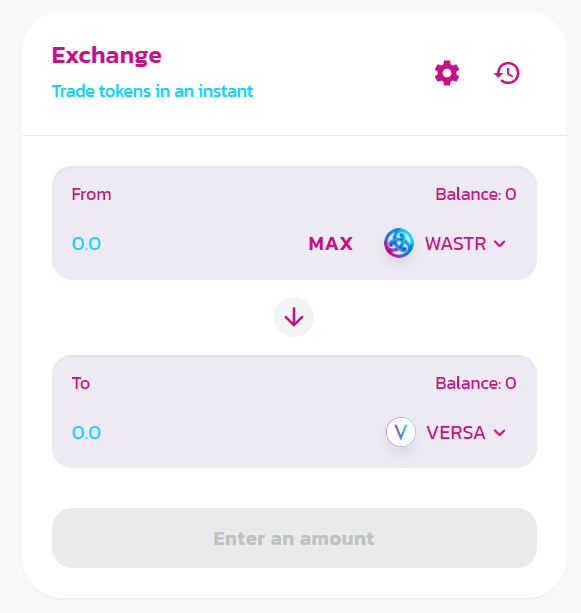 Exchange
Trade tokens in an instant
From Balance: 0
0.0 MAX WASTR
To Balance: 0
0.0 V VERSA
Enter an amount